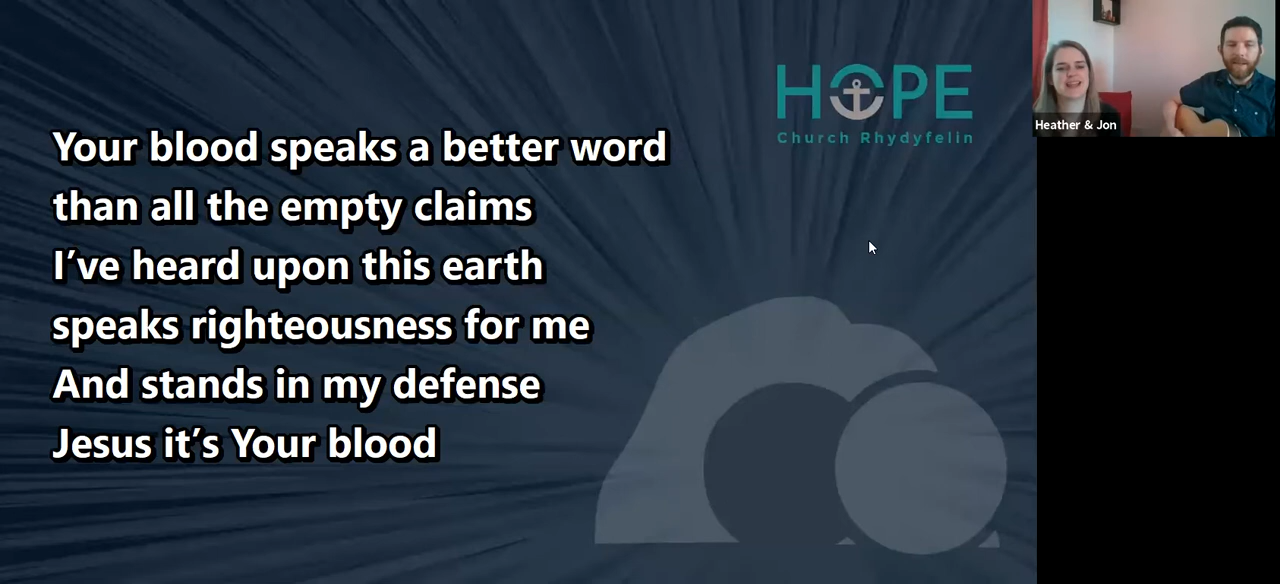 Your blood speaks a better word
than all the empty claims
I’ve heard upon this earth
speaks righteousness for me
And stands in my defense
Jesus it’s Your blood
HOPE
Church Rhydyfelin
Heather & Jon